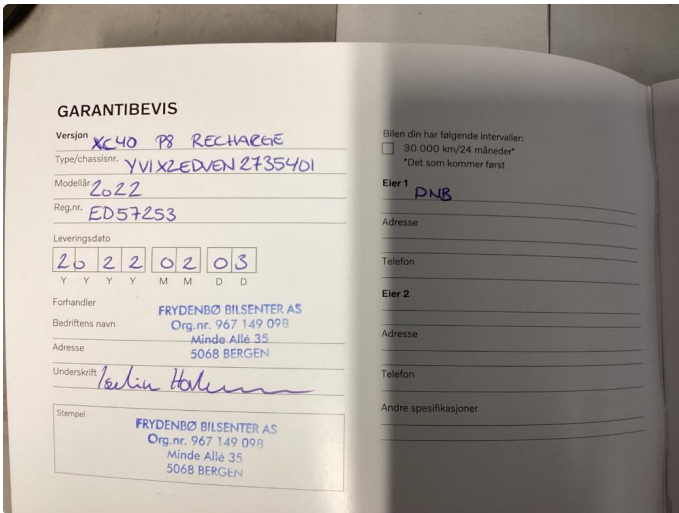 GARANTIBEVIS
Versjon XC40 P8 RECHARGE
Type/chassisnr. YV1XZEDVEN2735401
Modellår 2022
Reg.nr. ED57253
Leveringsdato
2022 02 03
Y Y Y Y M M D D
Forhandler
FRYDENBØ BILSENTER AS
Bedriftens navn
Org.nr. 967 149 098
Minde Allé 35
Adresse
5068 BERGEN
Underskrift
Stempel
FRYDENBØ BILSENTER AS
Org.nr. 967 149 098
Minde Allé 35
5068 BERGEN
Bilen din har følgende intervaller:
30 000 km/24 måneder*
*Det som kommer først
Eier 1 DNB
Adresse
Telefon
Eier 2
Adresse
Telefon
Andre spesifikasjoner